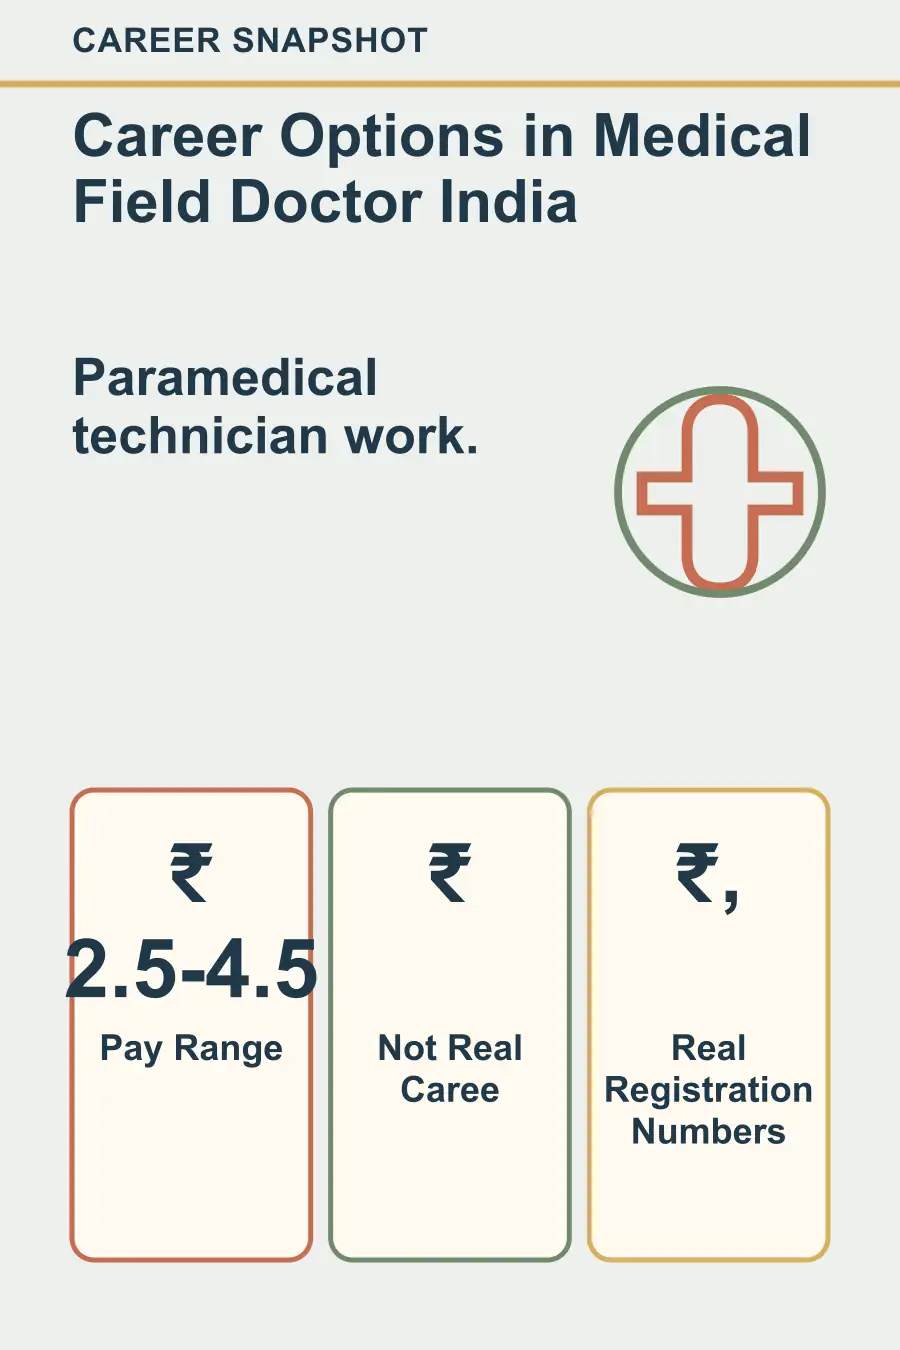 CAREER SNAPSHOT
Career Options in Medical
Field Doctor India
Paramedical
technician work.
₹
2.5-4.5
Pay Range
₹
Not Real
Caree
₹,
Real
Registration
Numbers